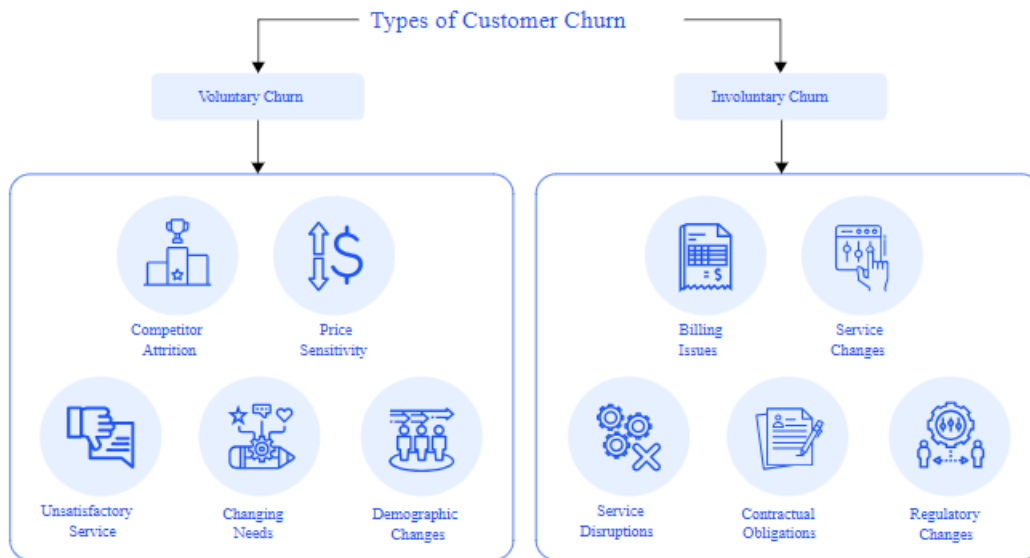 Types of Customer Churn
Voluntary Churn
Involuntary Churn
Competitor
Attrition
Price
Sensitivity
Unsatisfactory
Service
Changing
Needs
Demographic
Changes
Billing
Issues
= $
Service
Changes
Service
Disruptions
Contractual
Obligations
Regulatory
Changes